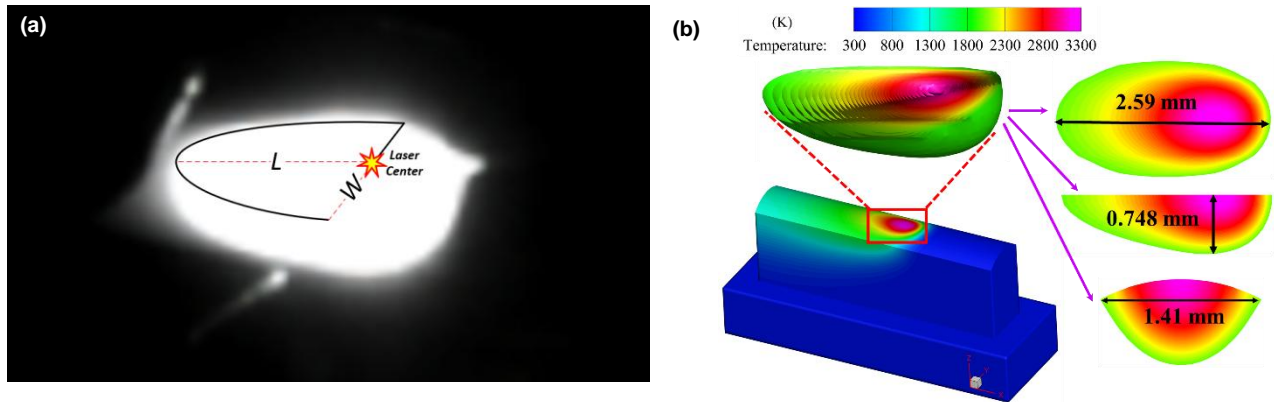 (a)
L
Laser
Center
W
(b)
(K)
Temperature: 300 800 1300 1800 2300 2800 3300
2.59 mm
0.748 mm
1.41 mm
Z
Y
X